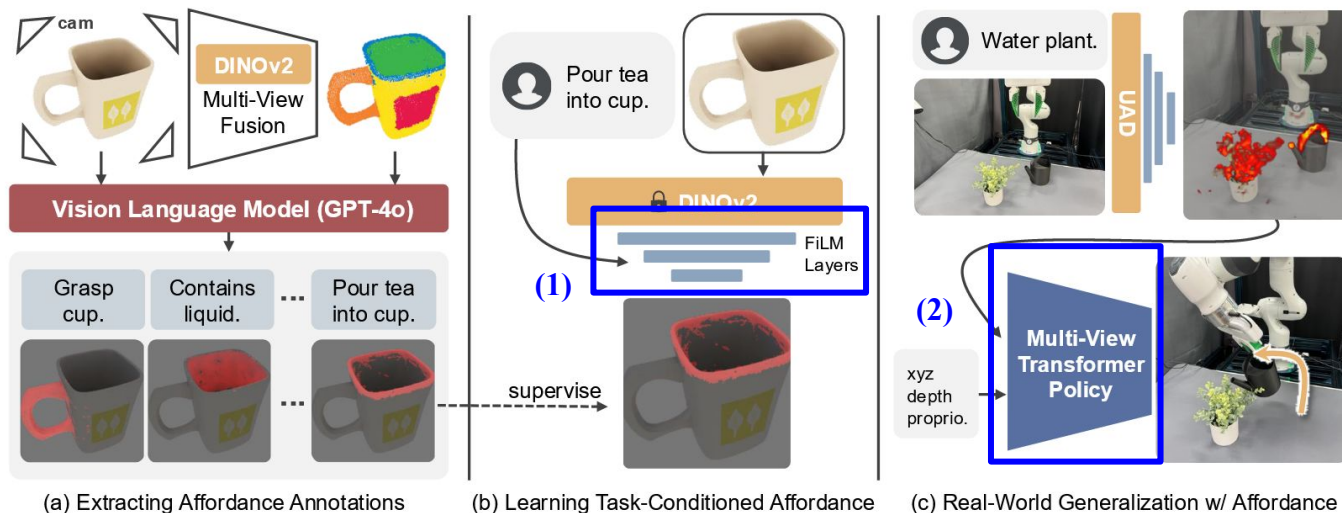 cam
DINOv2
Multi-View
Fusion
Vision Language Model (GPT-4o)
Grasp
cup.
Contains
liquid.
...
Pour tea
into cup.
...
(a) Extracting Affordance Annotations
Pour tea
into cup.
DINOv2
(1)
FiLM
Layers
supervise
(b) Learning Task-Conditioned Affordance
Water plant.
UAD
(2)
Multi-View
Transformer
Policy
xyz
depth
proprio.
(c) Real-World Generalization w/ Affordance